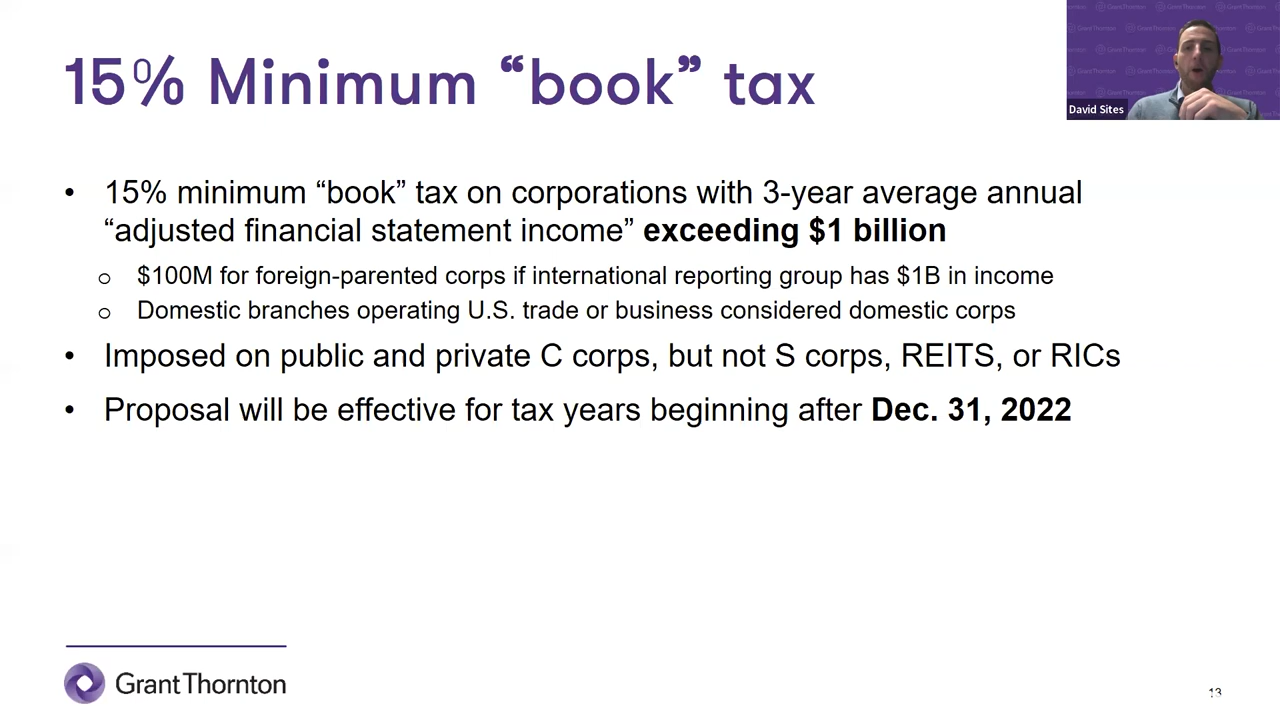 15% Minimum “book” tax
David Sites
• 15% minimum “book” tax on corporations with 3-year average annual
“adjusted financial statement income” exceeding $1 billion
o $100M for foreign-parented corps if international reporting group has $1B in income
o Domestic branches operating U.S. trade or business considered domestic corps
• Imposed on public and private C corps, but not S corps, REITS, or RICs
• Proposal will be effective for tax years beginning after Dec. 31, 2022
GrantThornton
13